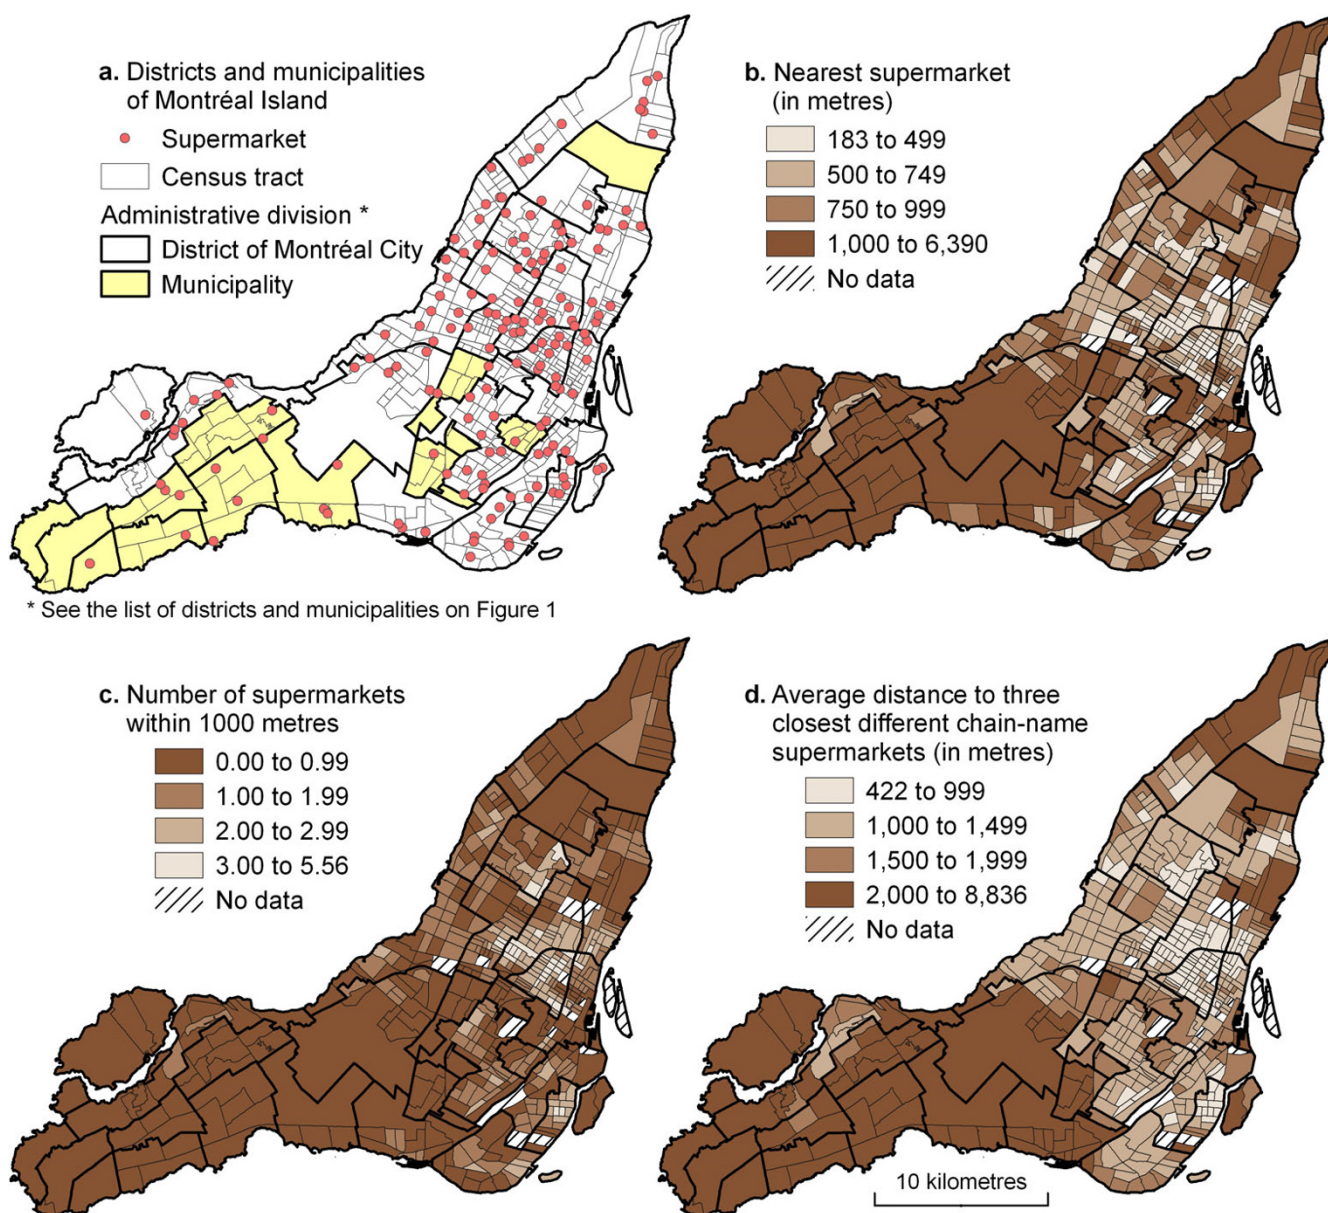 a. Districts and municipalities
of Montréal Island
Supermarket
Census tract
Administrative division *
District of Montréal City
Municipality
* See the list of districts and municipalities on Figure 1
b. Nearest supermarket
(in metres)
183 to 499
500 to 749
750 to 999
1,000 to 6,390
No data
c. Number of supermarkets
within 1000 metres
0.00 to 0.99
1.00 to 1.99
2.00 to 2.99
3.00 to 5.56
No data
d. Average distance to three
closest different chain-name
supermarkets (in metres)
422 to 999
1,000 to 1,499
1,500 to 1,999
2,000 to 8,836
No data
10 kilometres